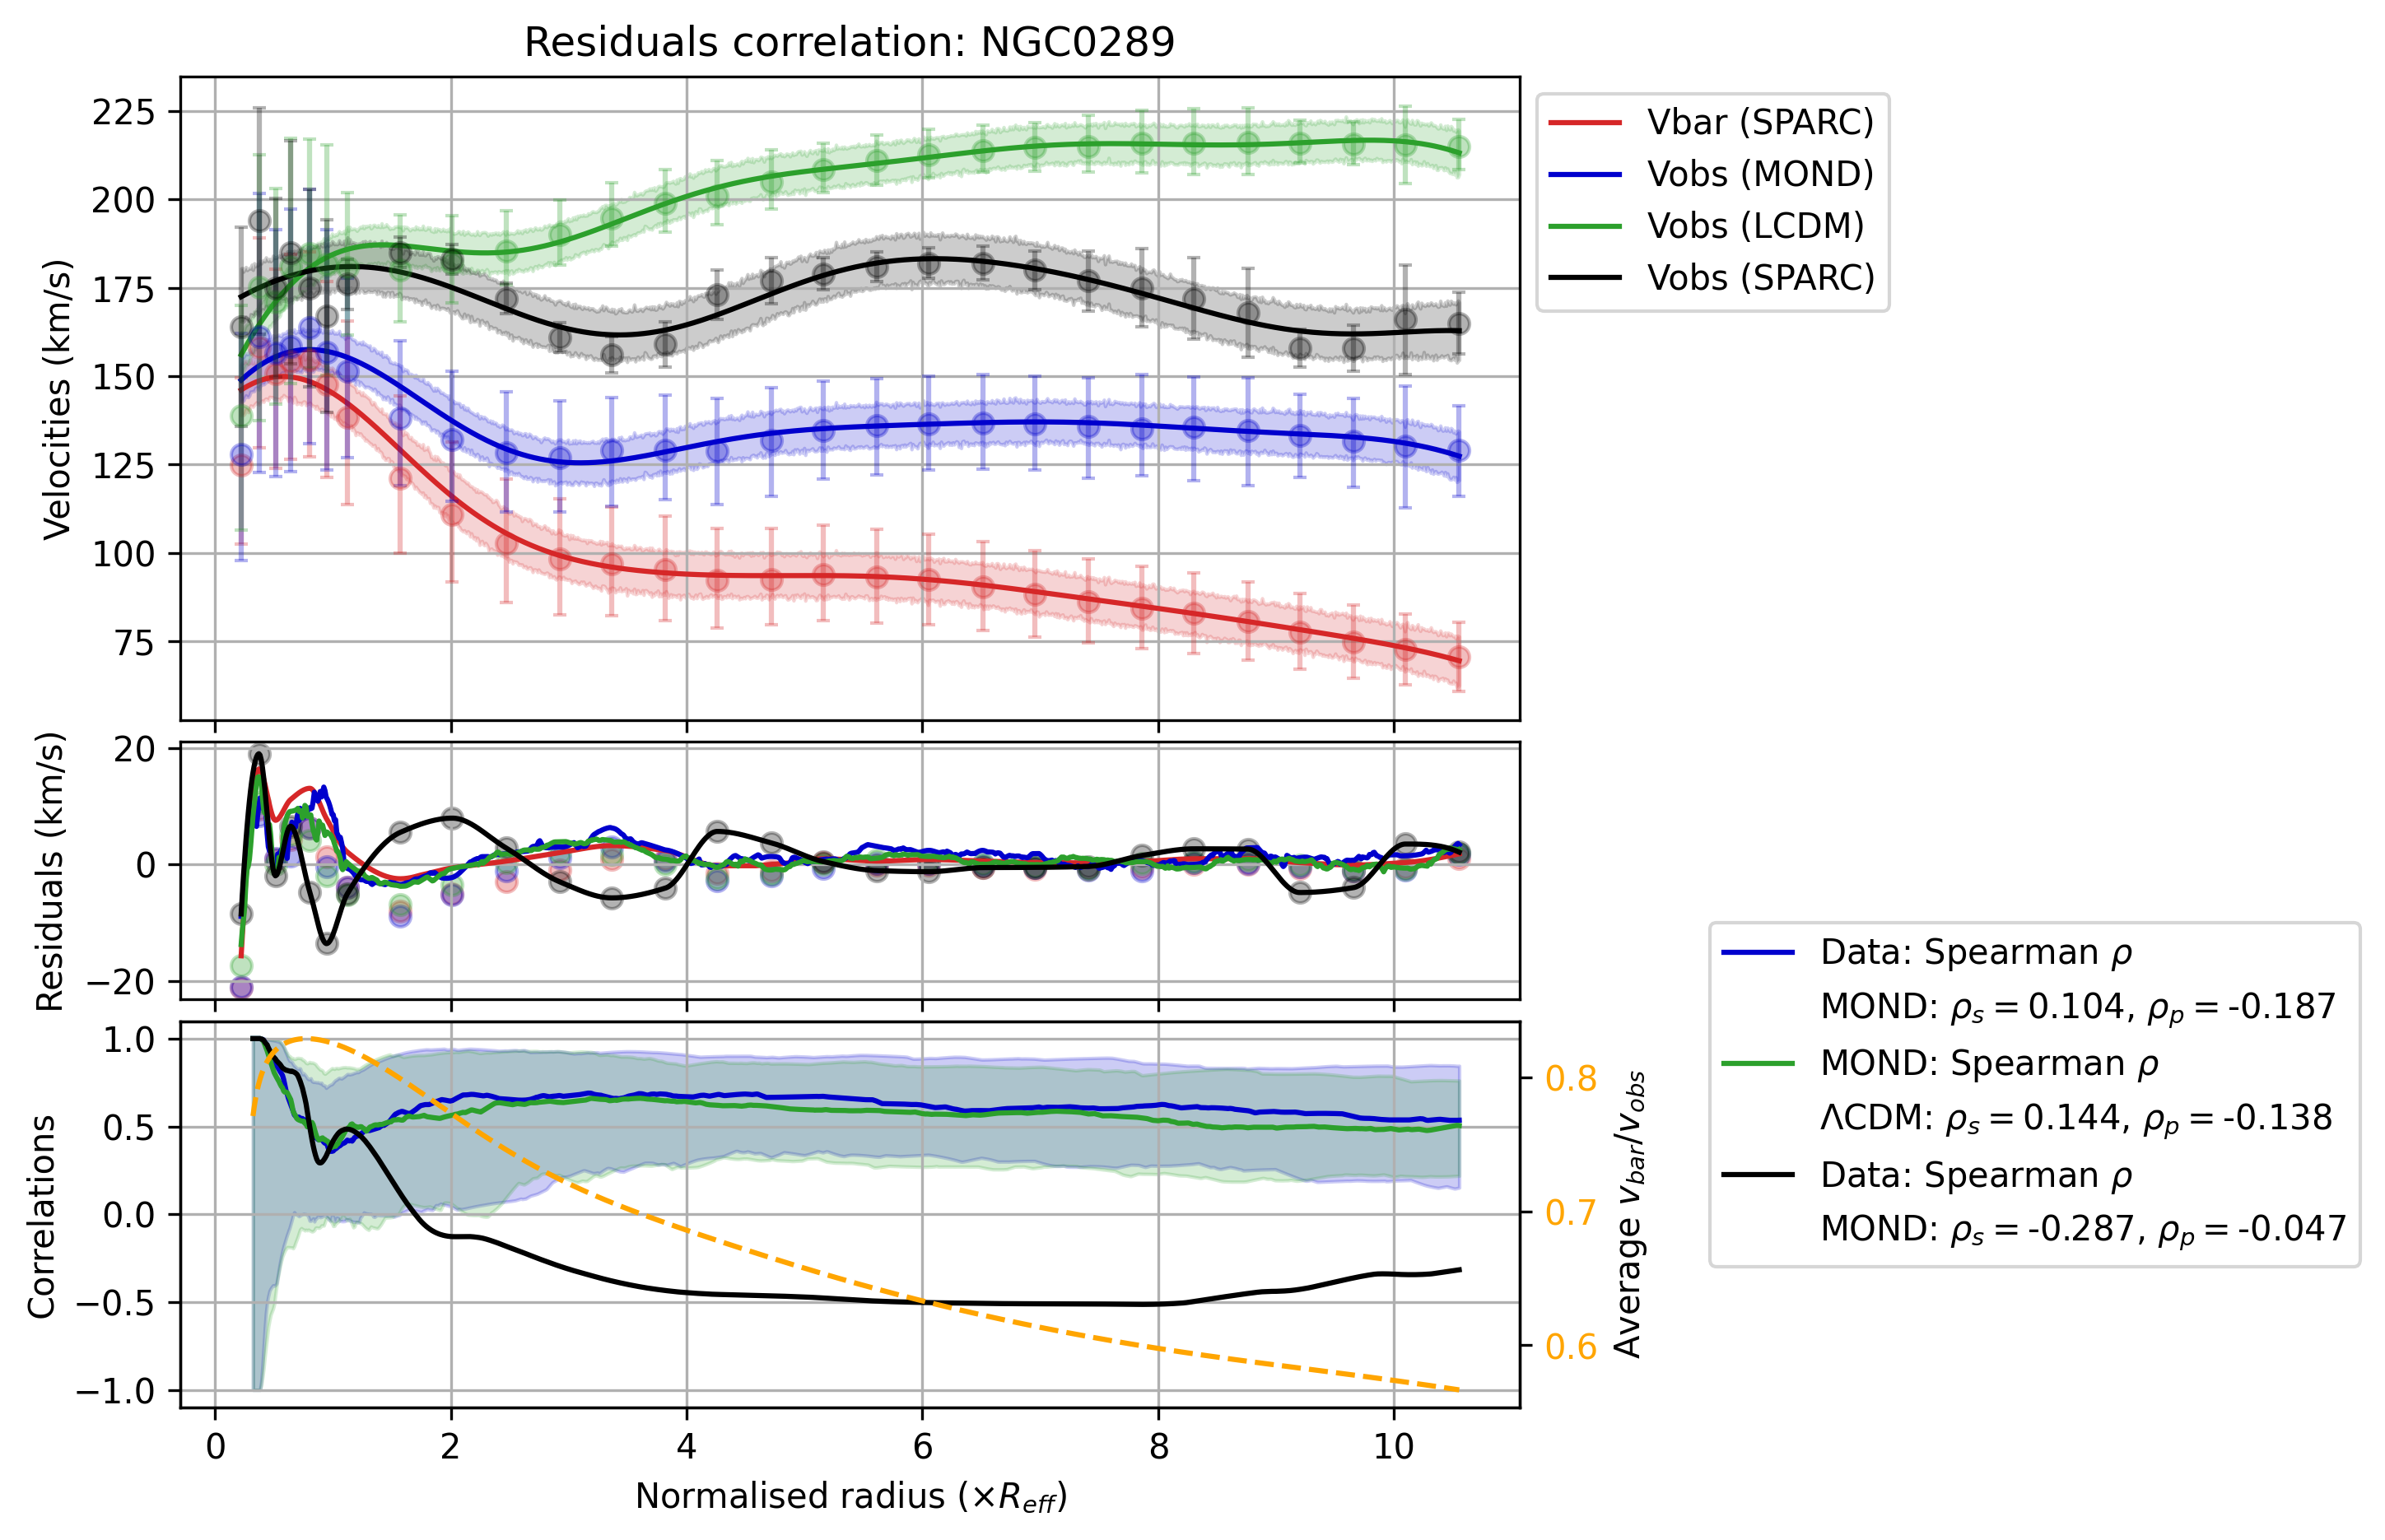 Residuals correlation: NGC0289
Velocities (km/s)
225
200
175
150
125
100
75
Vbar (SPARC)
Vobs (MOND)
Vobs (LCDM)
Vobs (SPARC)
Residuals (km/s)
20
0
−20
Correlations
1.0
0.5
0.0
−0.5
−1.0
0.8
0.7
0.6
Average v_bar/v_obs
Data: Spearman ρ
MOND: ρ_s = 0.104, ρ_p = -0.187
MOND: Spearman ρ
ΛCDM: ρ_s = 0.144, ρ_p = -0.138
Data: Spearman ρ
MOND: ρ_s = -0.287, ρ_p = -0.047
0 2 4 6 8 10
Normalised radius (×R_eff)